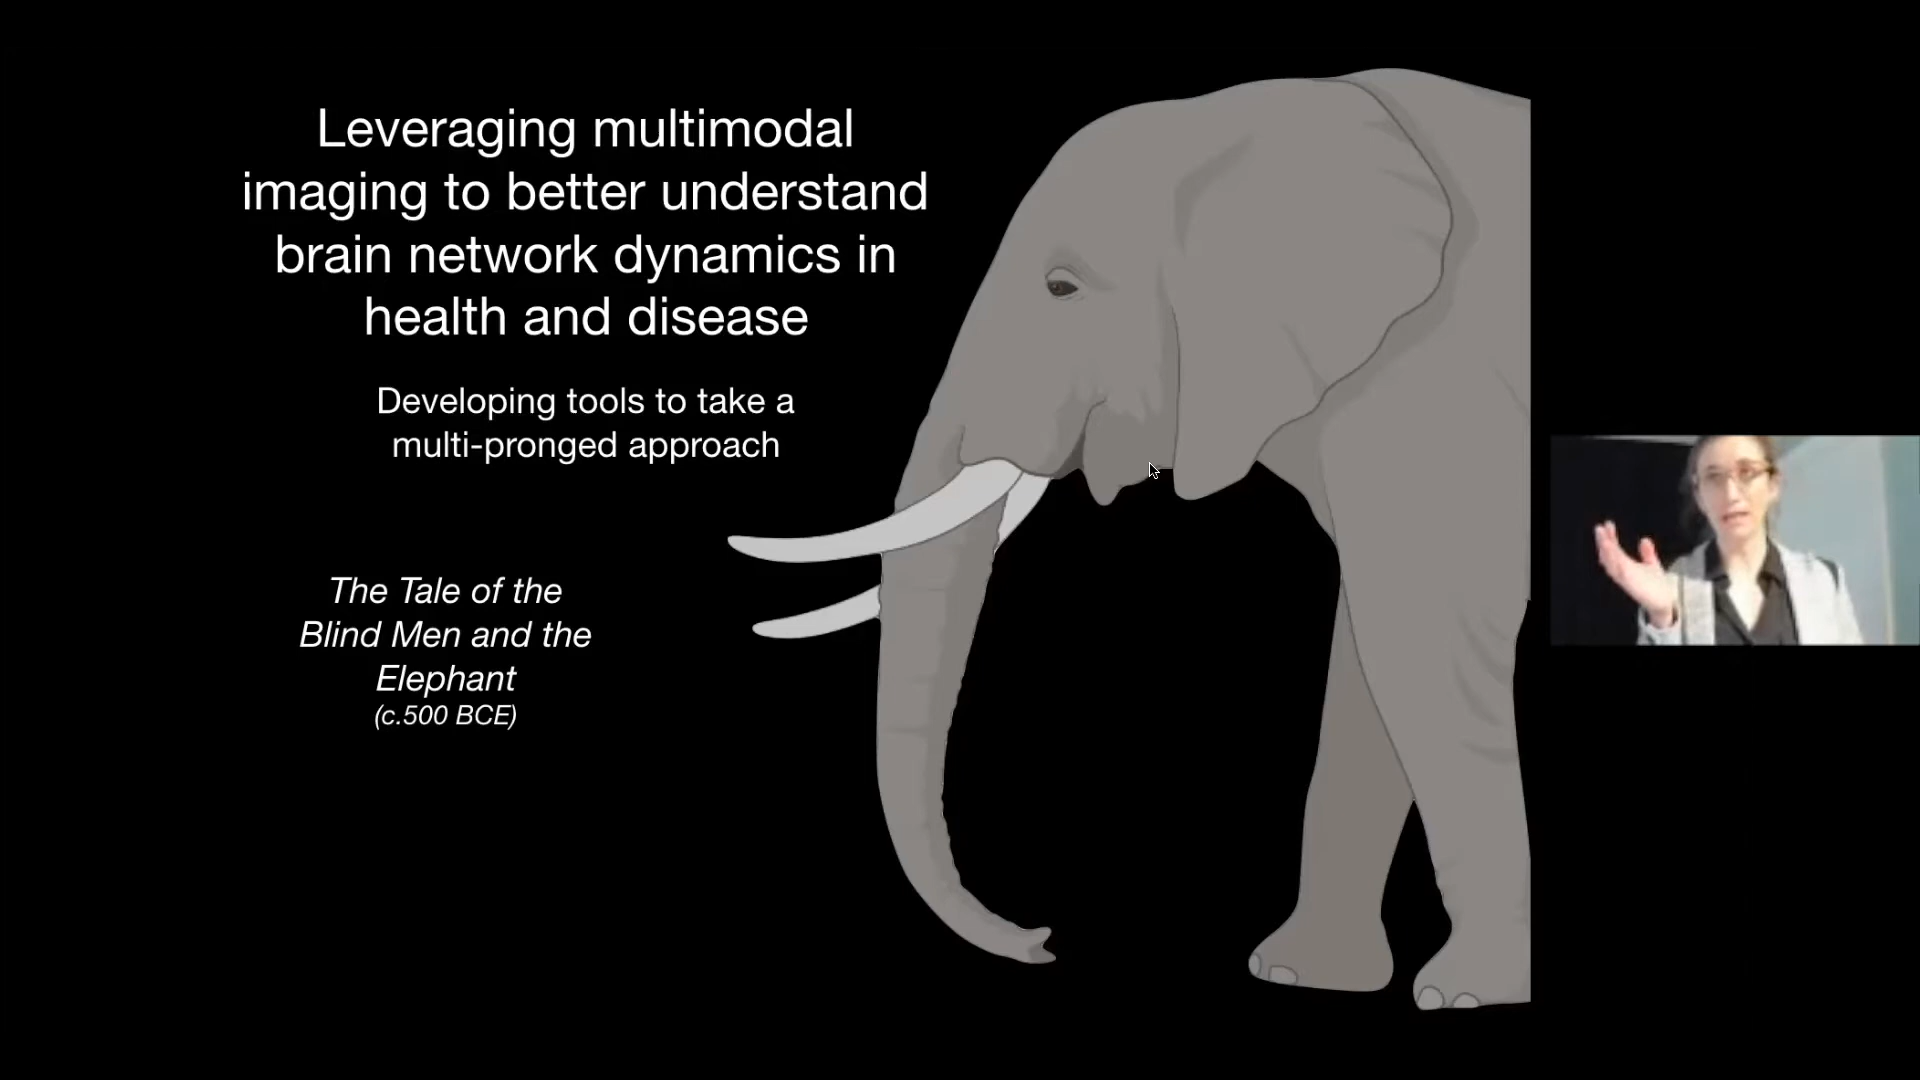 Leveraging multimodal
imaging to better understand
brain network dynamics in
health and disease
Developing tools to take a
multi-pronged approach
The Tale of the
Blind Men and the
Elephant
(c.500 BCE)